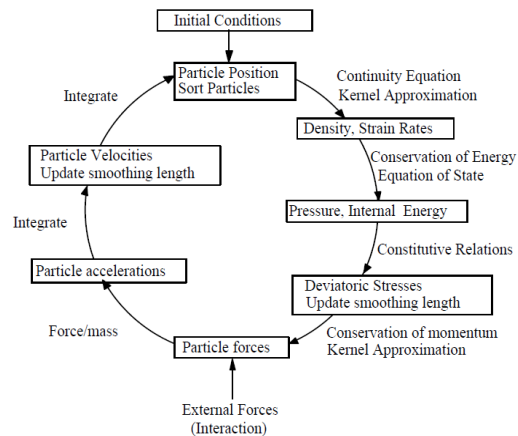 Initial Conditions
Particle Position
Sort Particles
Continuity Equation
Kernel Approximation
Integrate
Density, Strain Rates
Particle Velocities
Update smoothing length
Conservation of Energy
Equation of State
Pressure, Internal Energy
Integrate
Constitutive Relations
Particle accelerations
Deviatoric Stresses
Update smoothing length
Force/mass
Conservation of momentum
Kernel Approximation
Particle forces
External Forces
(Interaction)